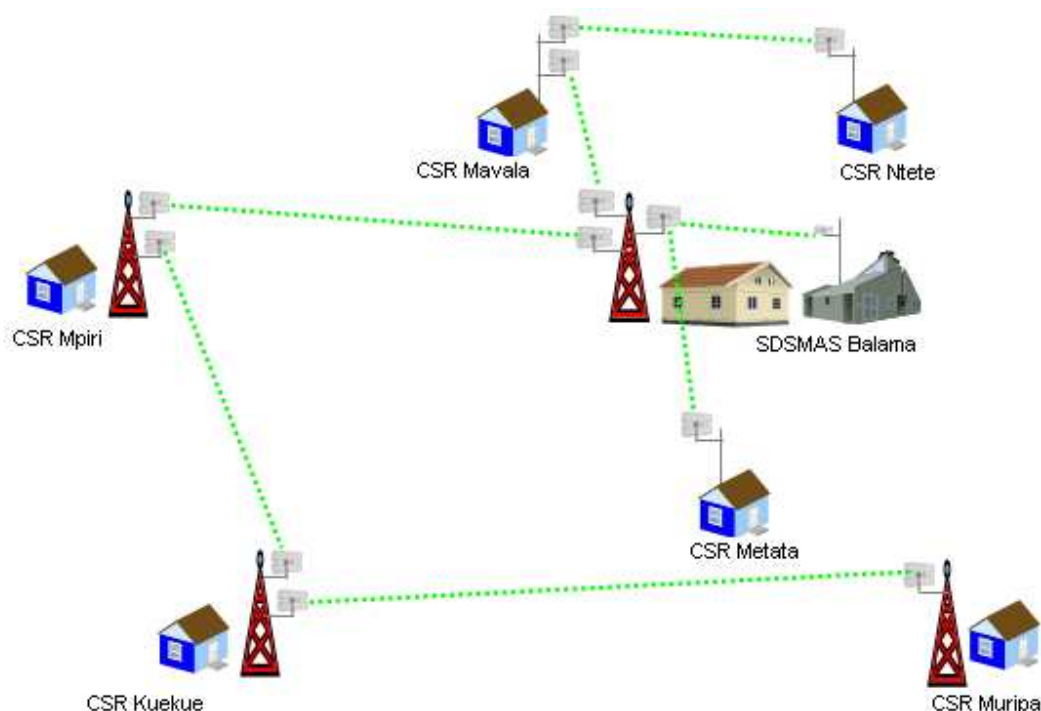 CSR Mavala
CSR Ntete
CSR Mpiri
SDSMAS Balama
CSR Metata
CSR Kuekue
CSR Muripa